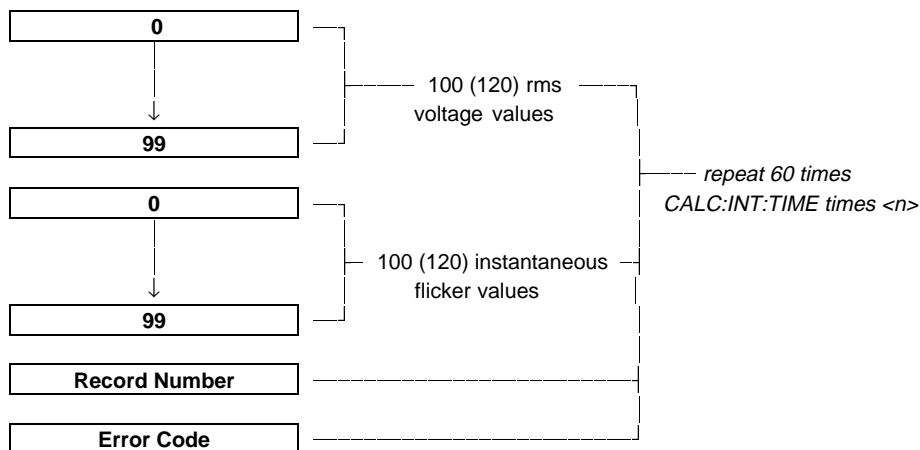 0
100 (120) rms
voltage values
99
repeat 60 times
CALC:INT:TIME times <n>
0
100 (120) instantaneous
flicker values
99
Record Number
Error Code